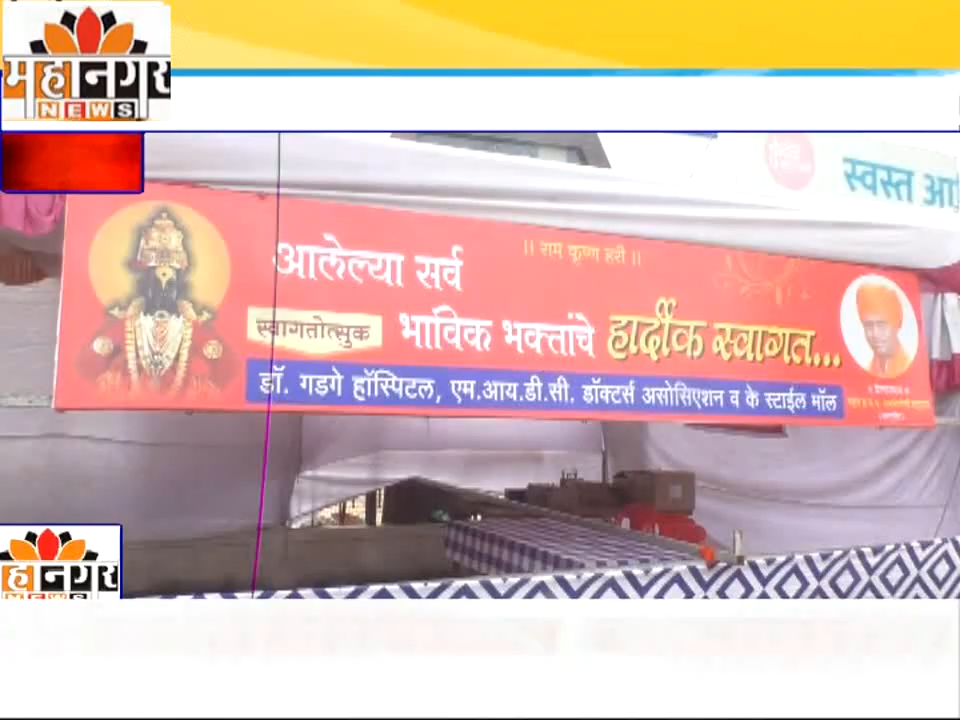 महानगर
NEWS
स्वस्त
॥ राम कृष्ण हरी ॥
आलेल्या सर्व
स्वागतोत्सुक
भाविक भक्तांचे हार्दीक स्वागत...
डॉ. गडगे हॉस्पिटल, एम.आय.डी.सी. डॉक्टर्स असोसिएशन व के स्टाईल मॉल
हानगर
NEWS